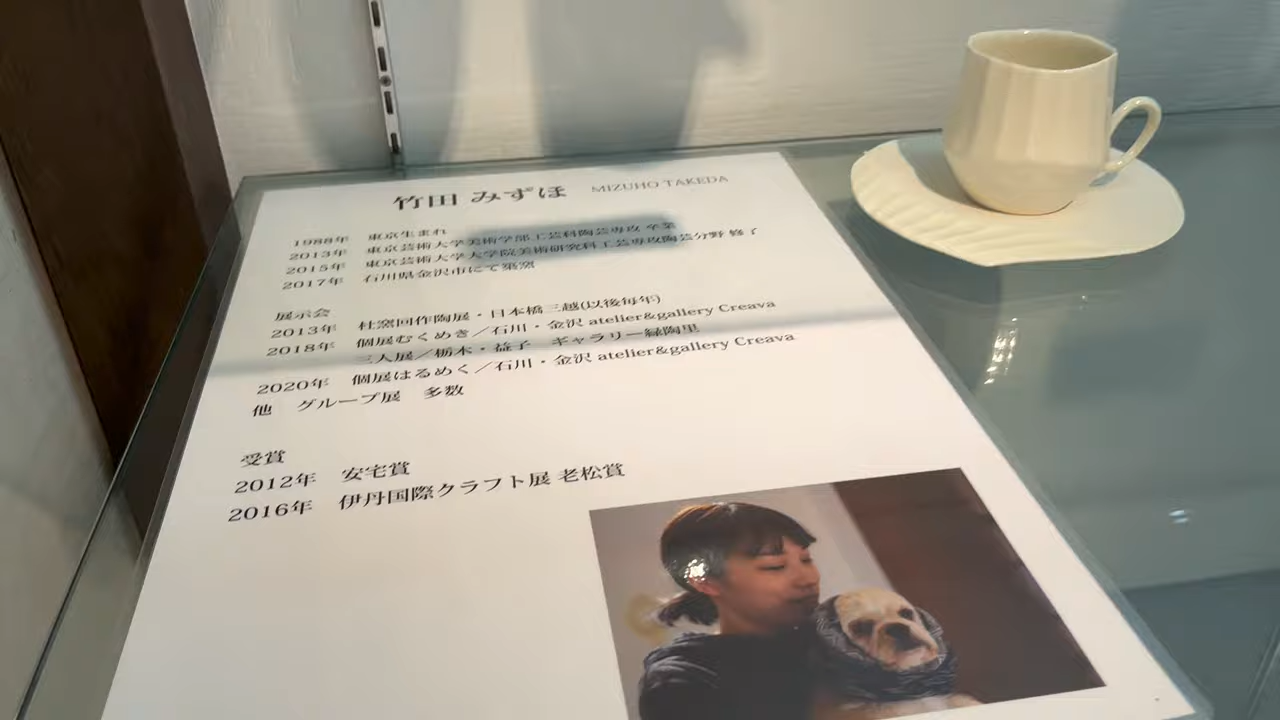 竹田 みずほ MIZUHO TAKEDA
1988年 東京生まれ
2013年 東京芸術大学美術学部工芸科陶芸専攻 卒業
2015年 東京芸術大学大学院美術研究科工芸専攻陶芸分野 修了
2017年 石川県金沢市にて築窯
展示会
2013年 杜窯回作陶展・日本橋三越(以後毎年)
2018年 個展むくめき／石川・金沢 atelier&gallery Creava
三人展／栃木・益子 ギャラリー緑陶里
2020年 個展はるめく／石川・金沢 atelier&gallery Creava
他 グループ展 多数
受賞
2012年 安宅賞
2016年 伊丹国際クラフト展 老松賞